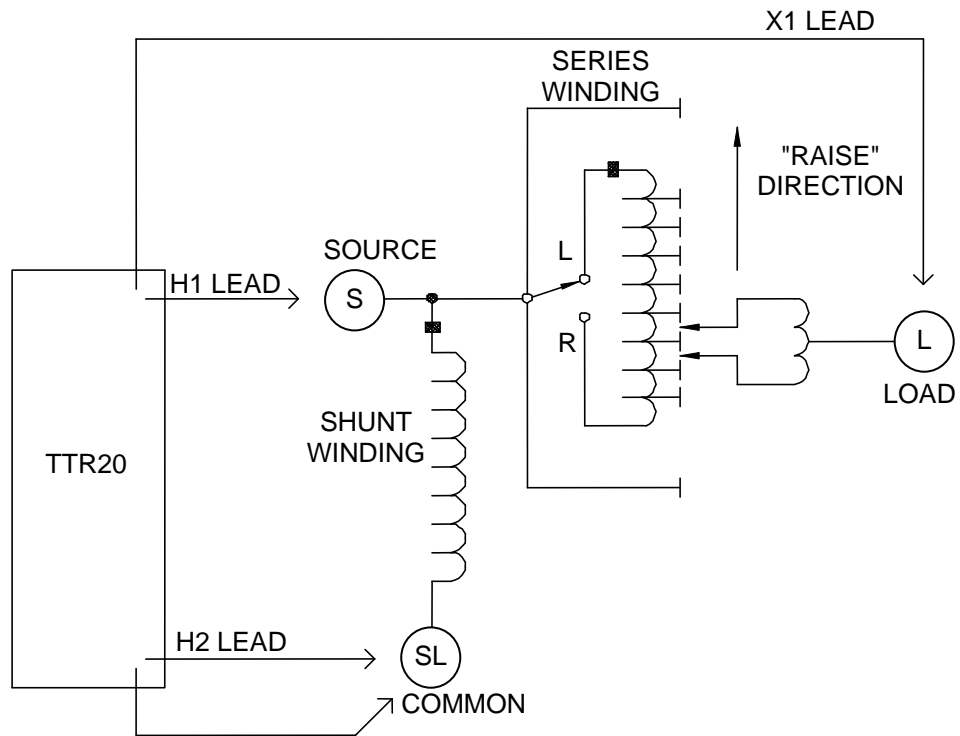 X1 LEAD
SERIES
WINDING
"RAISE"
DIRECTION
SOURCE
L
H1 LEAD
S
R
L
LOAD
SHUNT
WINDING
TTR20
H2 LEAD
SL
COMMON